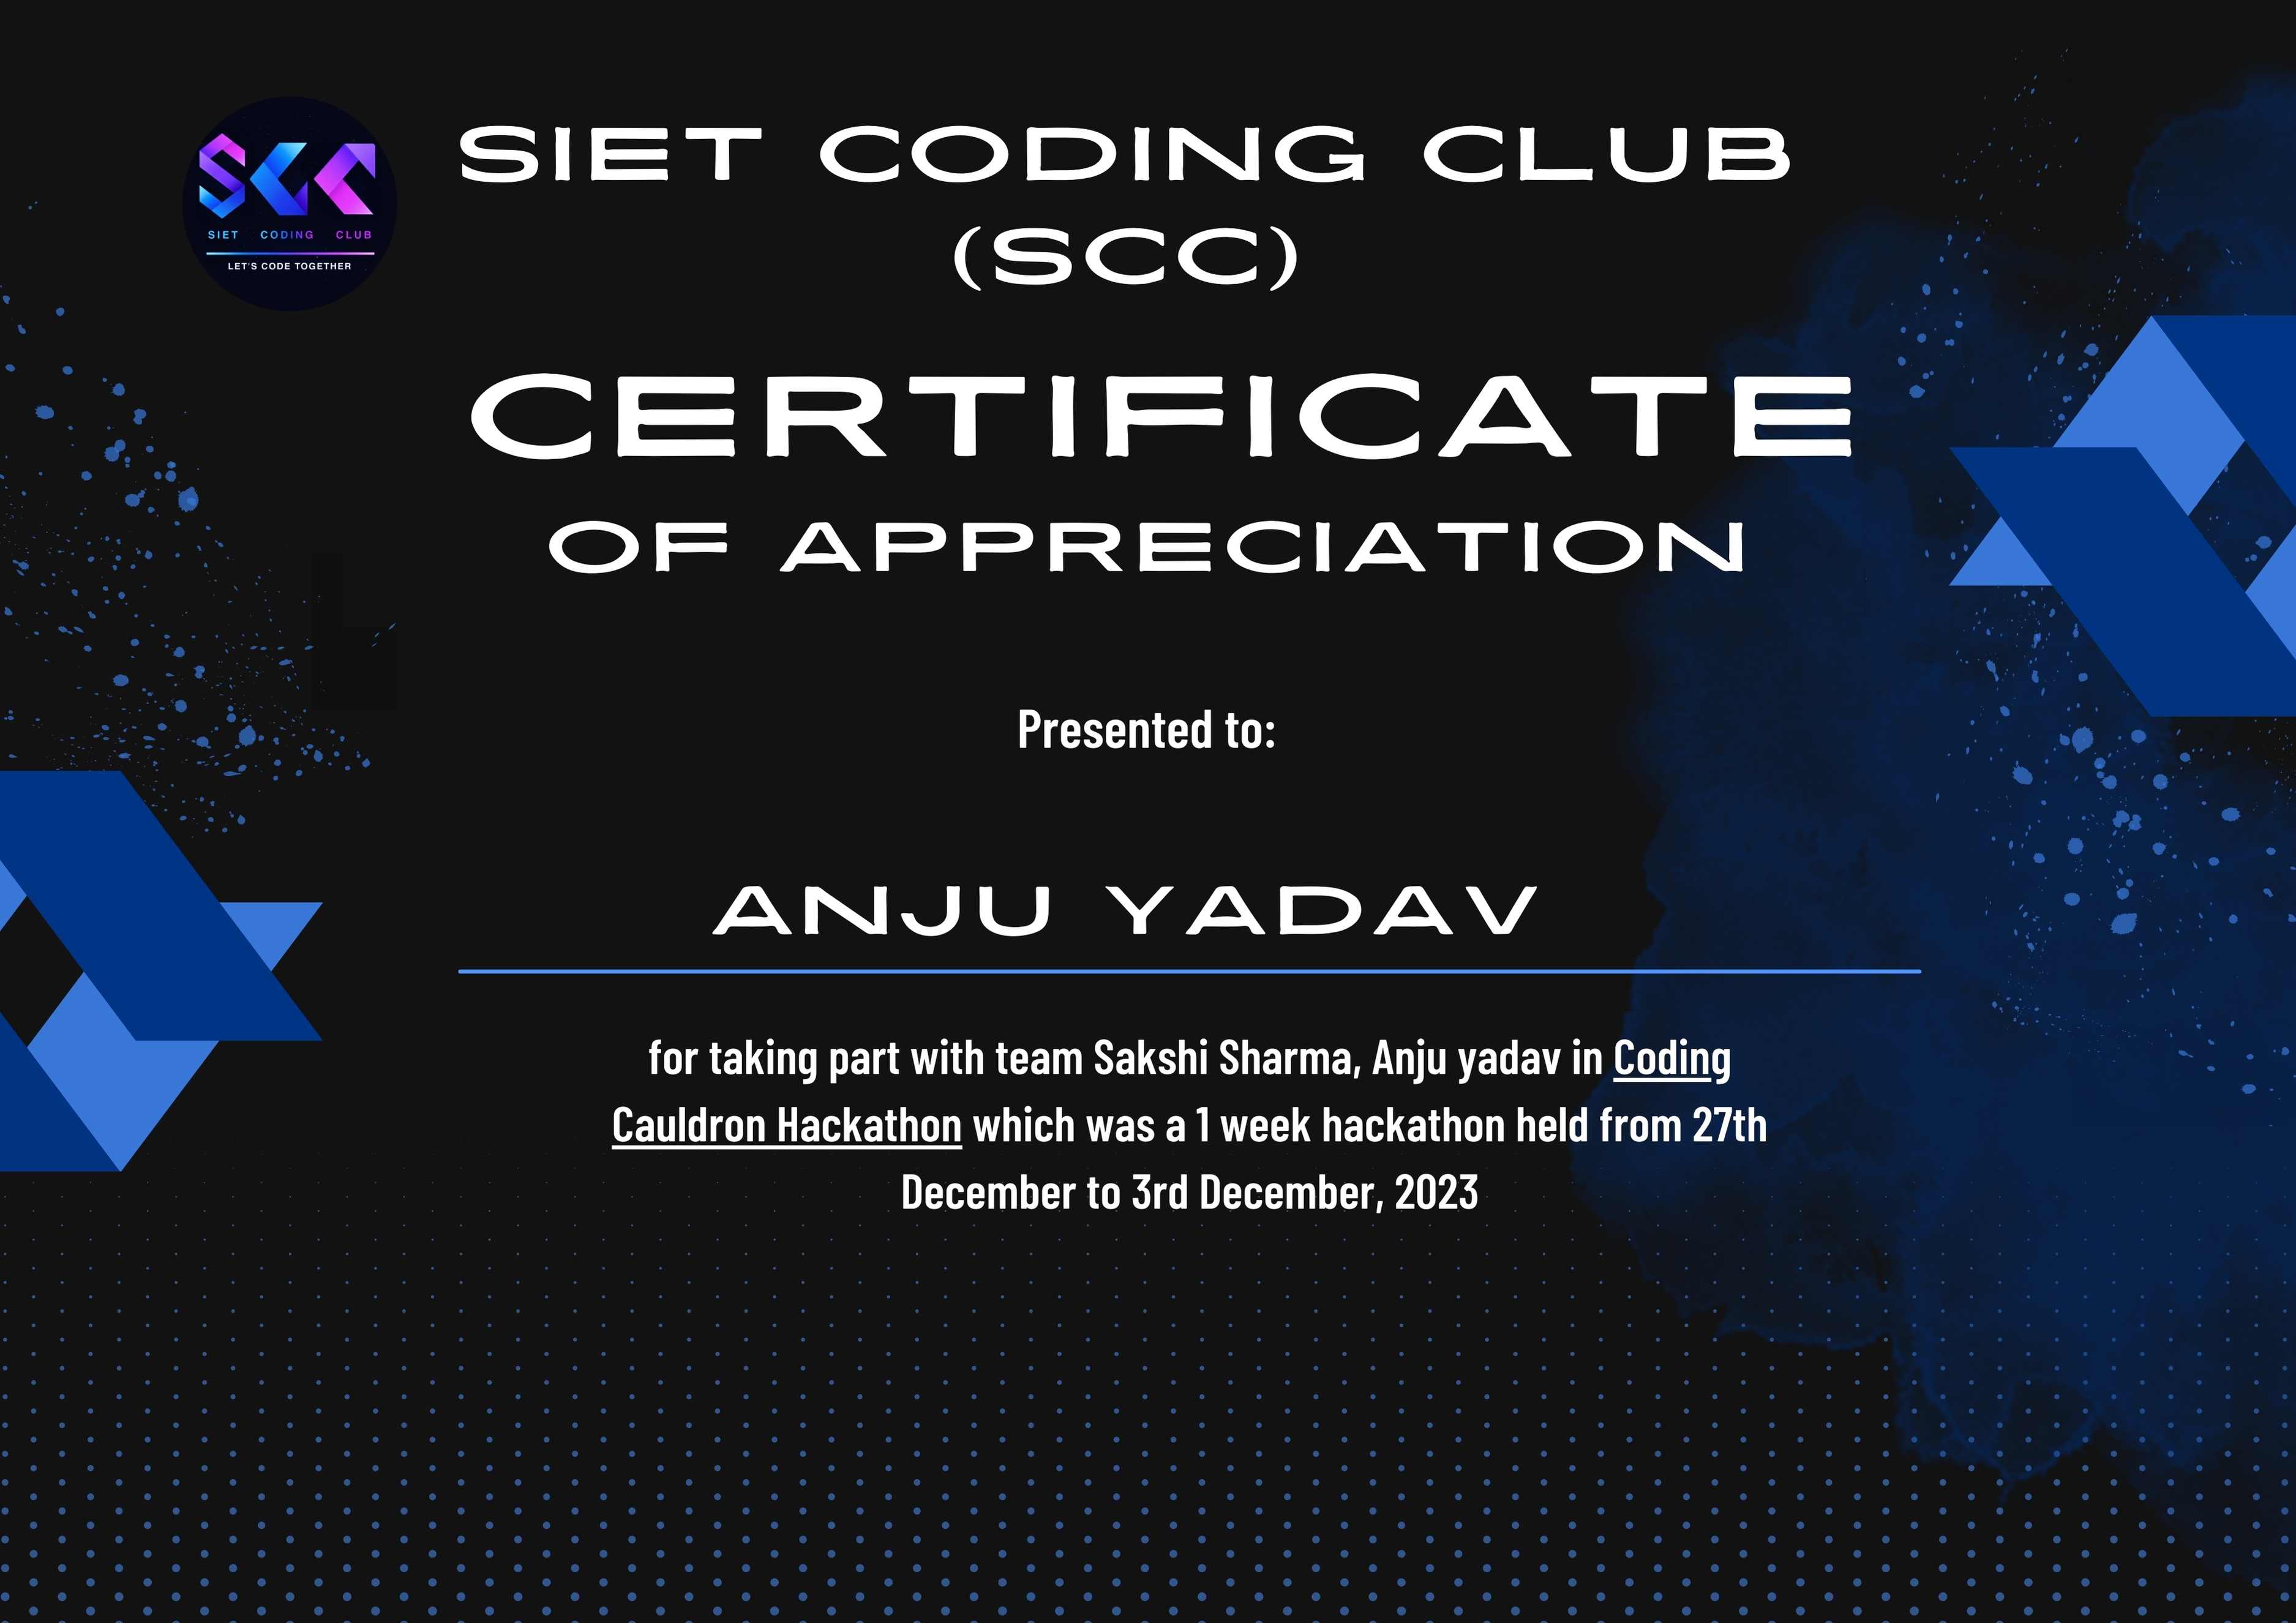 SCC
SIET CODING CLUB
LET'S CODE TOGETHER
SIET CODING CLUB
(SCC)
CERTIFICATE
OF APPRECIATION
Presented to:
ANJU YADAV
for taking part with team Sakshi Sharma, Anju yadav in Coding
Cauldron Hackathon which was a 1 week hackathon held from 27th
December to 3rd December, 2023